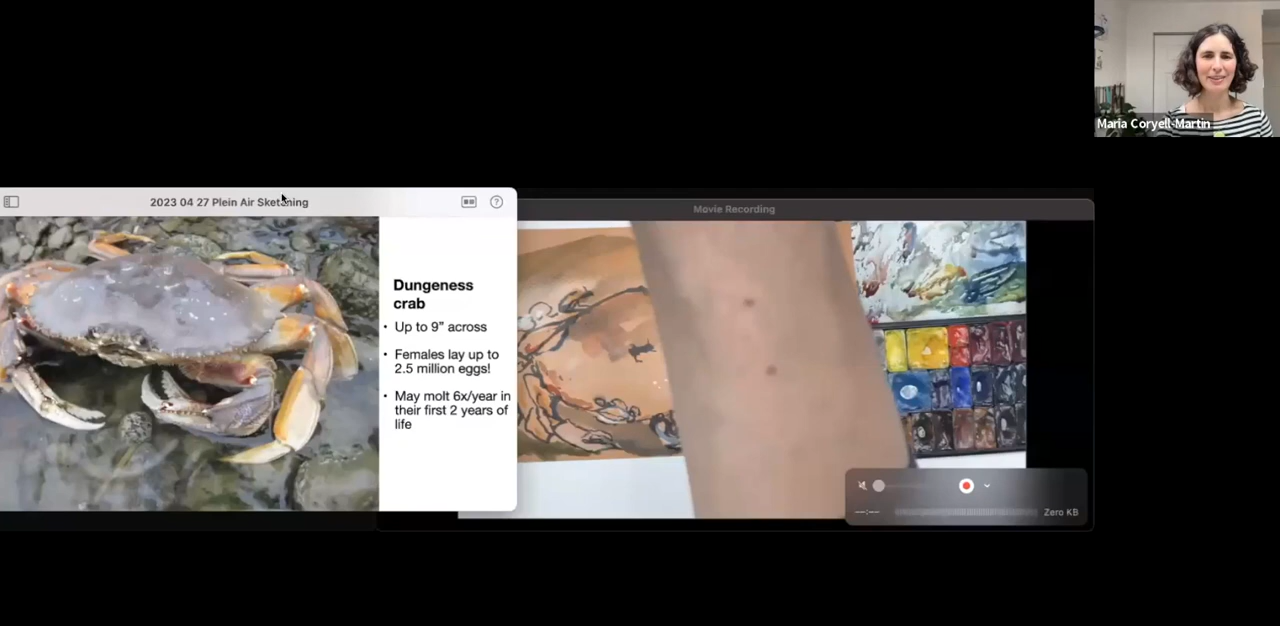 Maria Coryell-Martin
2023 04 27 Plein Air Sketching
Movie Recording
Dungeness
crab
• Up to 9” across
• Females lay up to
2.5 million eggs!
• May molt 6x/year in
their first 2 years of
life
--:--
Zero KB